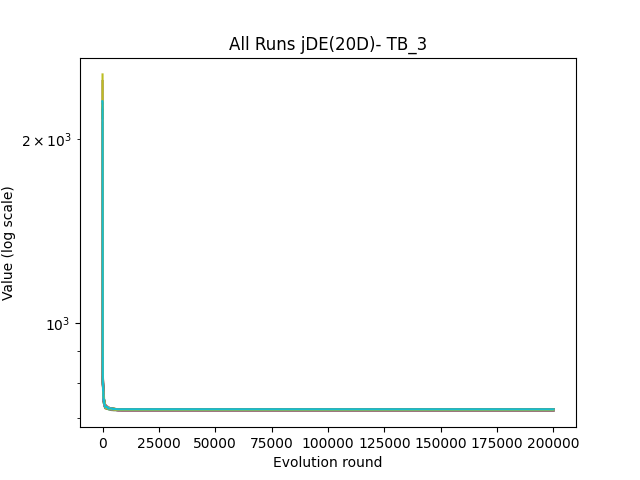 All Runs jDE(20D)- TB_3
Value (log scale)
2 × 10³
10³
0 25000 50000 75000 100000 125000 150000 175000 200000
Evolution round